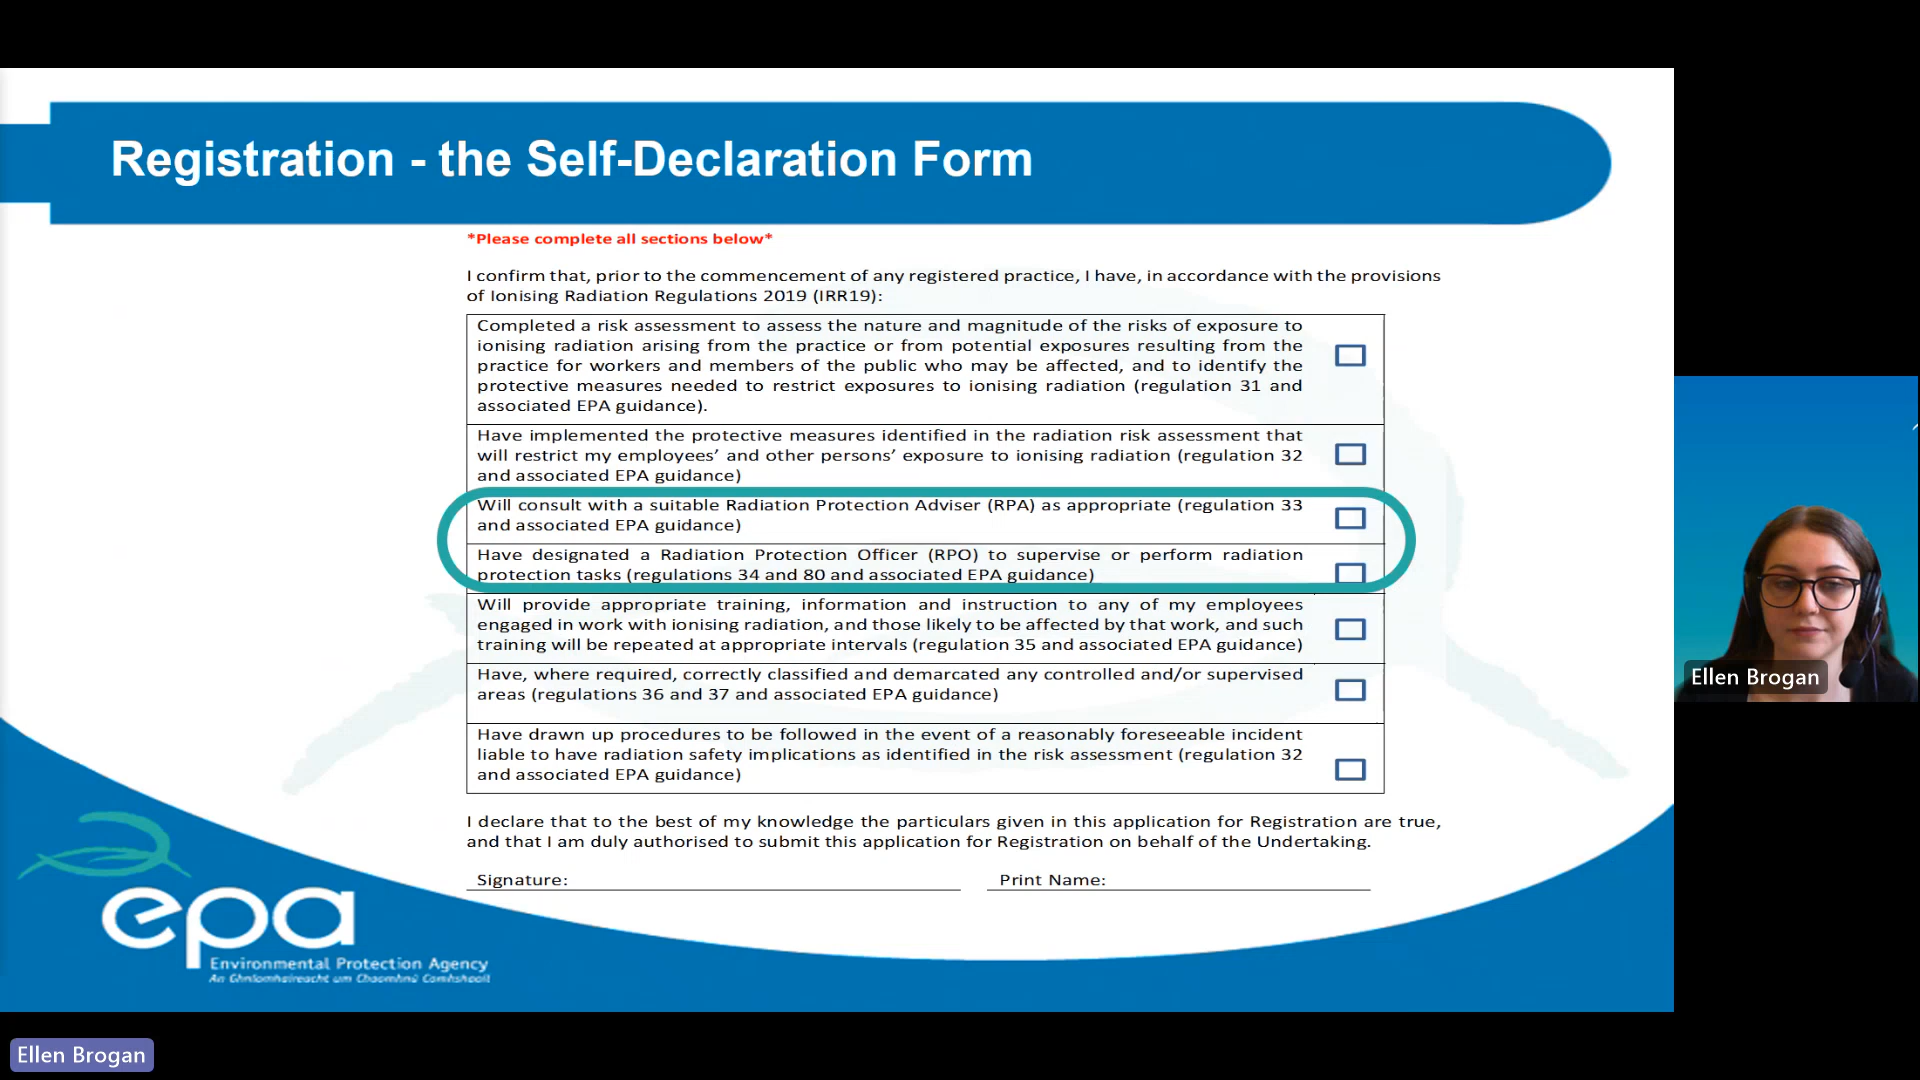 Registration - the Self-Declaration Form
*Please complete all sections below*
I confirm that, prior to the commencement of any registered practice, I have, in accordance with the provisions
of Ionising Radiation Regulations 2019 (IRR19):
Completed a risk assessment to assess the nature and magnitude of the risks of exposure to
ionising radiation arising from the practice or from potential exposures resulting from the
practice for workers and members of the public who may be affected, and to identify the
protective measures needed to restrict exposures to ionising radiation (regulation 31 and
associated EPA guidance).
Have implemented the protective measures identified in the radiation risk assessment that
will restrict my employees’ and other persons’ exposure to ionising radiation (regulation 32
and associated EPA guidance)
Will consult with a suitable Radiation Protection Adviser (RPA) as appropriate (regulation 33
and associated EPA guidance)
Have designated a Radiation Protection Officer (RPO) to supervise or perform radiation
protection tasks (regulations 34 and 80 and associated EPA guidance)
Will provide appropriate training, information and instruction to any of my employees
engaged in work with ionising radiation, and those likely to be affected by that work, and such
training will be repeated at appropriate intervals (regulation 35 and associated EPA guidance)
Have, where required, correctly classified and demarcated any controlled and/or supervised
areas (regulations 36 and 37 and associated EPA guidance)
Have drawn up procedures to be followed in the event of a reasonably foreseeable incident
liable to have radiation safety implications as identified in the risk assessment (regulation 32
and associated EPA guidance)
I declare that to the best of my knowledge the particulars given in this application for Registration are true,
and that I am duly authorised to submit this application for Registration on behalf of the Undertaking.
Signature:
Print Name:
epa
Environmental Protection Agency
An Ghníomhaireacht um Chaomhnú Comhshaoil
Ellen Brogan
Ellen Brogan